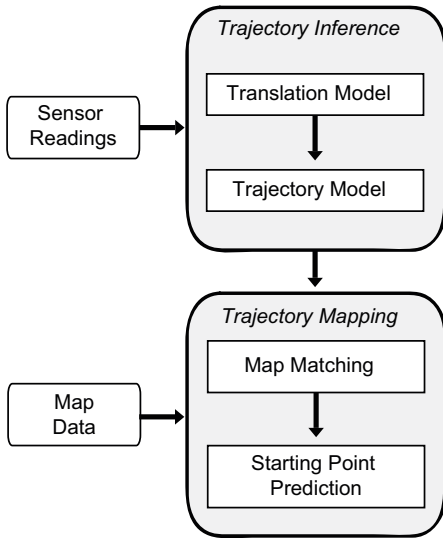 Trajectory Inference
Translation Model
Sensor
Readings
Trajectory Model
Trajectory Mapping
Map Matching
Map
Data
Starting Point
Prediction